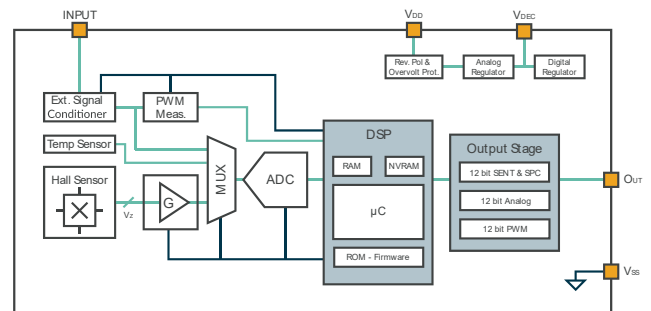 INPUT
VDD
VDEC
Rev. Pol &
Overvolt Prot.
Analog
Regulator
Digital
Regulator
Ext. Signal
Conditioner
PWM
Meas.
Temp Sensor
Hall Sensor
Vz
G
MUX
ADC
DSP
RAM
NVRAM
µC
ROM - Firmware
Output Stage
12 bit SENT & SPC
12 bit Analog
12 bit PWM
OUT
VSS